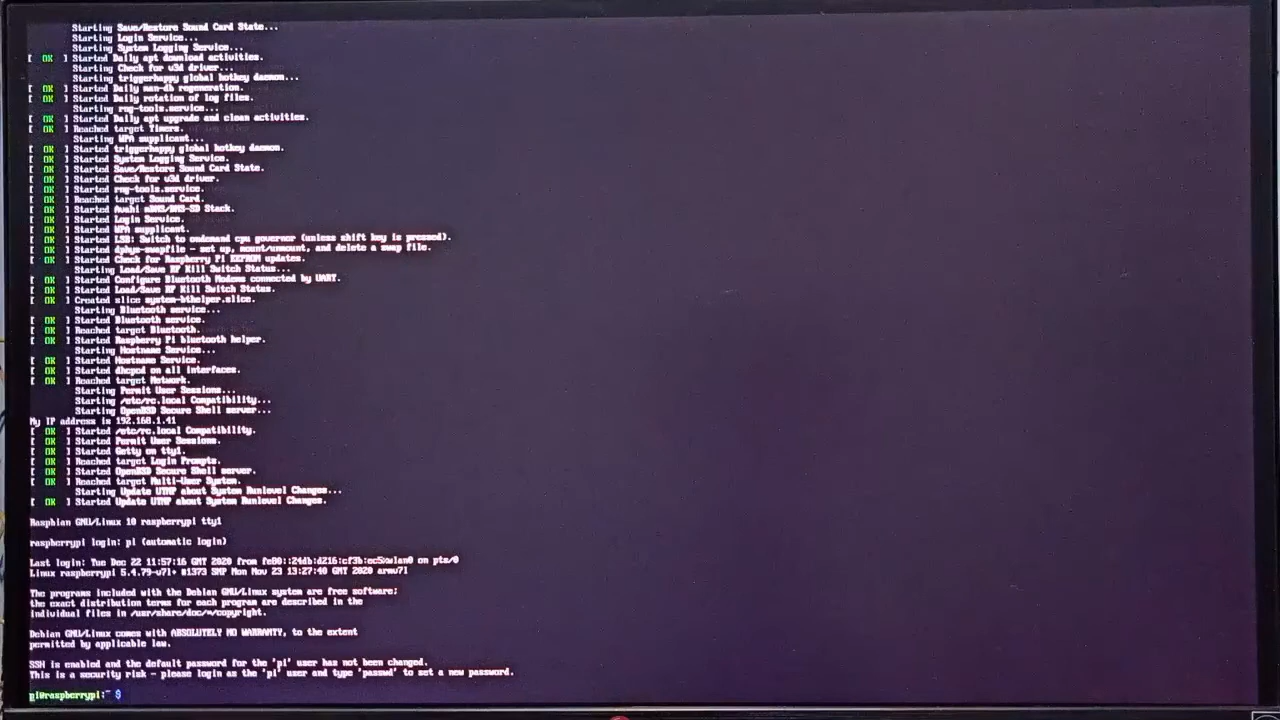 Starting Save/Restore Sound Card State...
Starting Login Service...
Starting System Logging Service...
[ OK ] Started Daily apt download activities.
Starting Check for v3d driver...
Starting triggerhappy global hotkey daemon...
[ OK ] Started Daily man-db regeneration.
[ OK ] Started Daily rotation of log files.
Starting rng-tools.service...
[ OK ] Started Daily apt upgrade and clean activities.
[ OK ] Reached target Timers.
Starting WPA supplicant...
[ OK ] Started triggerhappy global hotkey daemon.
[ OK ] Started System Logging Service.
[ OK ] Started Save/Restore Sound Card State.
[ OK ] Started Check for v3d driver.
[ OK ] Started rng-tools.service.
[ OK ] Reached target Sound Card.
[ OK ] Started Avahi mDNS/DNS-SD Stack.
[ OK ] Started Login Service.
[ OK ] Started WPA supplicant.
[ OK ] Started LSB: Switch to ondemand cpu governor (unless shift key is pressed).
[ OK ] Started dphys-swapfile - set up, mount/unmount, and delete a swap file.
[ OK ] Started Check for Raspberry Pi EEPROM updates.
Starting Load/Save RF Kill Switch Status...
[ OK ] Started Configure Bluetooth Modems connected by UART.
[ OK ] Started Load/Save RF Kill Switch Status.
[ OK ] Created slice system-bthelper.slice.
Starting Bluetooth service...
[ OK ] Started Bluetooth service.
[ OK ] Reached target Bluetooth.
[ OK ] Started Raspberry Pi bluetooth helper.
Starting Hostname Service...
[ OK ] Started Hostname Service.
[ OK ] Started dhcpcd on all interfaces.
[ OK ] Reached target Network.
Starting Permit User Sessions...
Starting /etc/rc.local Compatibility...
Starting OpenBSD Secure Shell server...
My IP address is 192.168.1.41
[ OK ] Started /etc/rc.local Compatibility.
[ OK ] Started Permit User Sessions.
[ OK ] Started Getty on tty1.
[ OK ] Reached target Login Prompts.
[ OK ] Started OpenBSD Secure Shell server.
[ OK ] Reached target Multi-User System.
Starting Update UTMP about System Runlevel Changes...
[ OK ] Started Update UTMP about System Runlevel Changes.
Raspbian GNU/Linux 10 raspberrypi tty1
raspberrypi login: pi (automatic login)
Last login: Tue Dec 22 11:57:16 GMT 2020 from on pts/0
Linux raspberrypi 5.4.79-v7l+ #1373 SMP Mon Nov 23 13:27:40 GMT 2020 armv7l
The programs included with the Debian GNU/Linux system are free software;
the exact distribution terms for each program are described in the
individual files in /usr/share/doc/*/copyright.
Debian GNU/Linux comes with ABSOLUTELY NO WARRANTY, to the extent
permitted by applicable law.
SSH is enabled and the default password for the 'pi' user has not been changed.
This is a security risk - please login as the 'pi' user and type 'passwd' to set a new password.
pi@raspberrypi:~ $